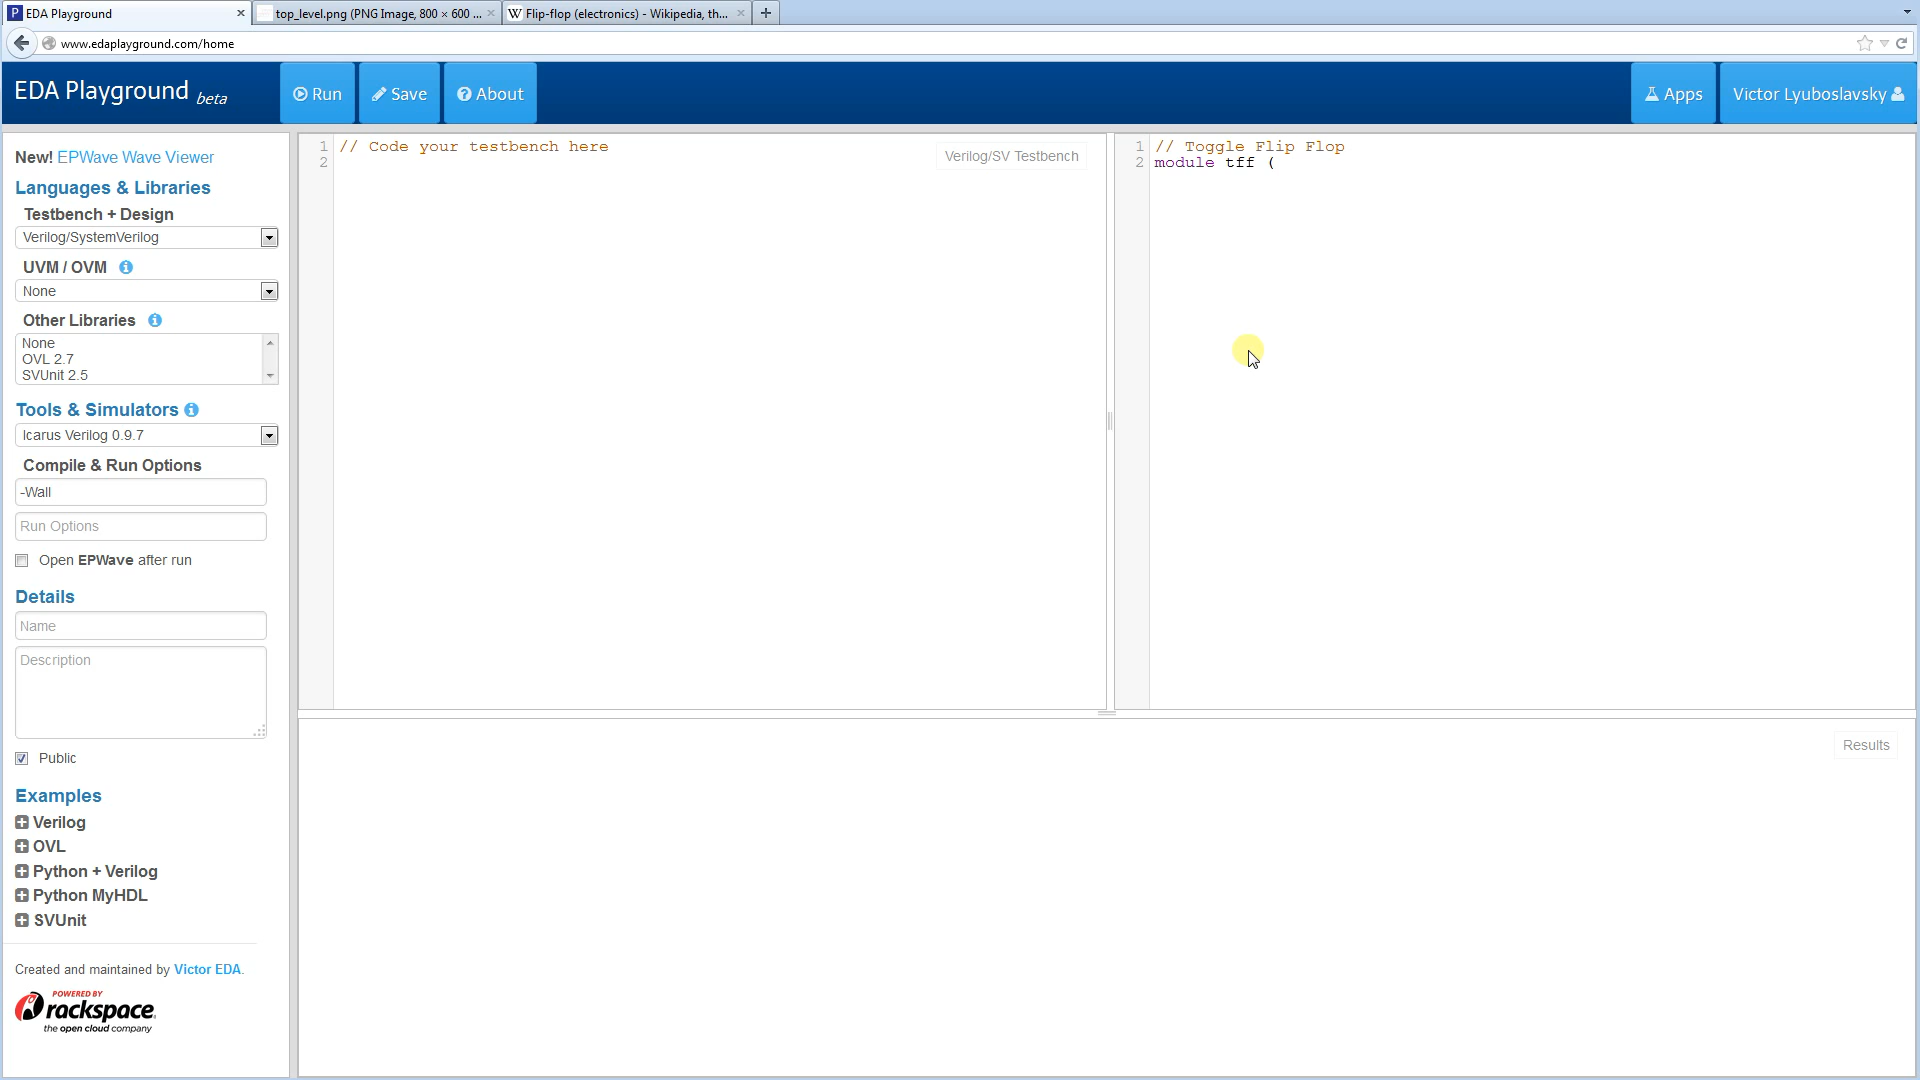 EDA Playground
top_level.png (PNG Image, 800 × 600 ...
Flip-flop (electronics) - Wikipedia, th...
www.edaplayground.com/home
EDA Playground beta
Run
Save
About
Apps
Victor Lyuboslavsky
New! EPWave Wave Viewer
Languages & Libraries
Testbench + Design
Verilog/SystemVerilog
UVM / OVM
None
Other Libraries
None
OVL 2.7
SVUnit 2.5
Tools & Simulators
Icarus Verilog 0.9.7
Compile & Run Options
-Wall
Run Options
Open EPWave after run
Details
Name
Description
Public
Examples
Verilog
OVL
Python + Verilog
Python MyHDL
SVUnit
Created and maintained by Victor EDA.
POWERED BY
rackspace
the open cloud company
1 // Code your testbench here
2
Verilog/SV Testbench
1 // Toggle Flip Flop
2 module tff (
Results